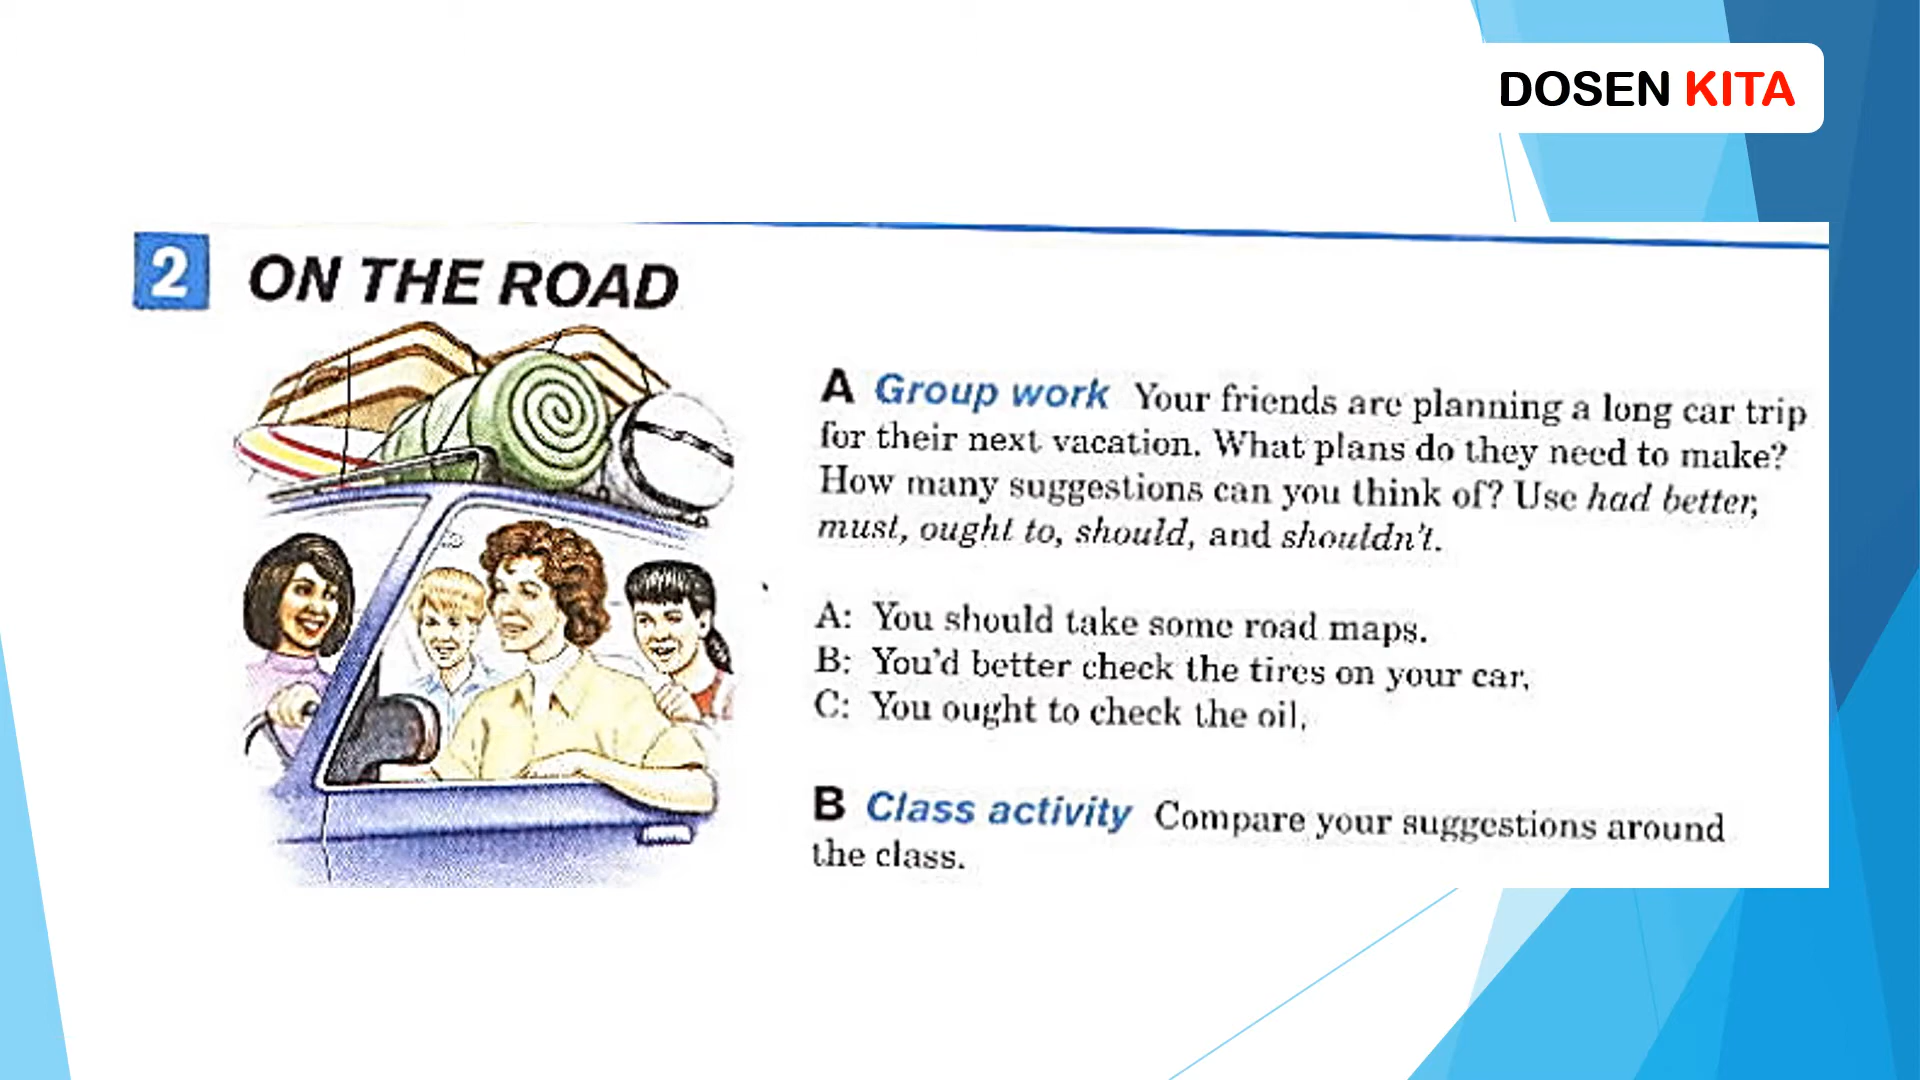 DOSEN KITA
2 ON THE ROAD
A Group work Your friends are planning a long car trip
for their next vacation. What plans do they need to make?
How many suggestions can you think of? Use had better,
must, ought to, should, and shouldn't.
A: You should take some road maps.
B: You'd better check the tires on your car.
C: You ought to check the oil.
B Class activity Compare your suggestions around
the class.